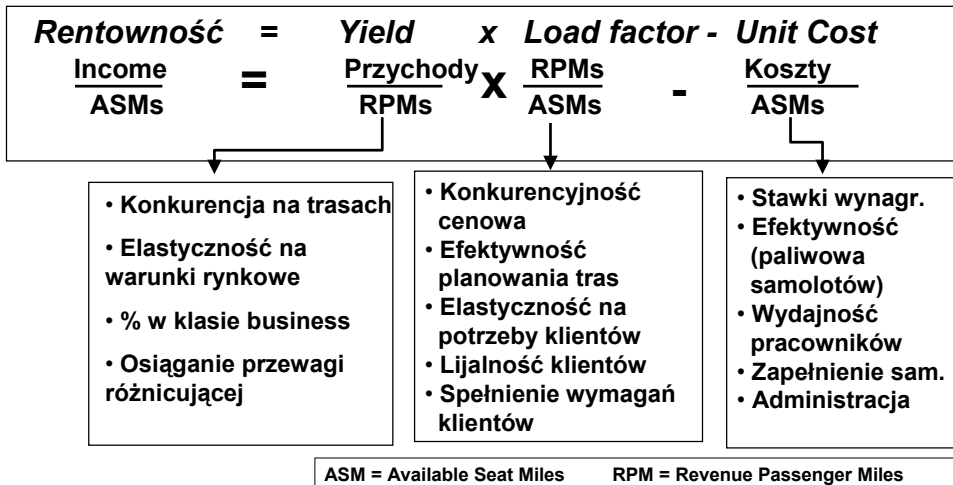 Rentowność = Yield x Load factor - Unit Cost
Income = Przychody x RPMs - Koszty
ASMs RPMs ASMs ASMs
• Konkurencja na trasach
• Elastyczność na
warunki rynkowe
• % w klasie business
• Osiąganie przewagi
różnicującej
• Konkurencyjność
cenowa
• Efektywność
planowania tras
• Elastyczność na
potrzeby klientów
• Lijalność klientów
• Spełnienie wymagań
klientów
• Stawki wynagr.
• Efektywność
(paliwowa
samolotów)
• Wydajność
pracowników
• Zapełnienie sam.
• Administracja
ASM = Available Seat Miles RPM = Revenue Passenger Miles